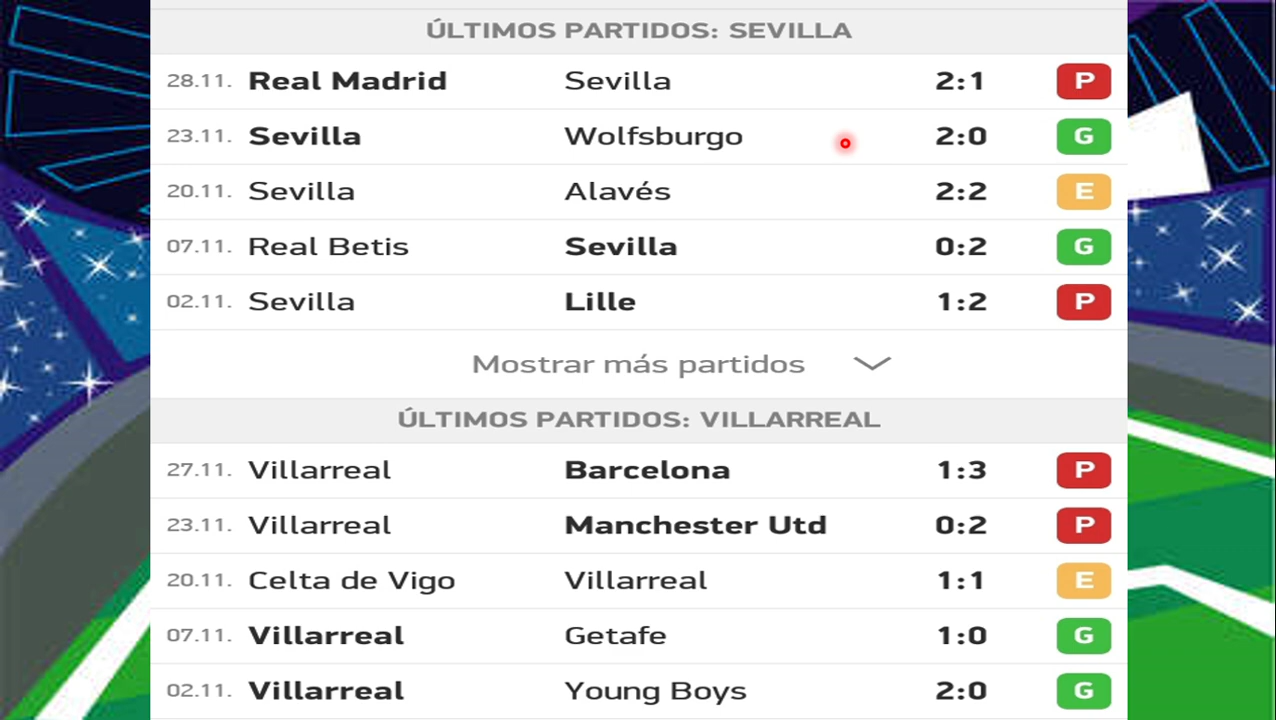 ÚLTIMOS PARTIDOS: SEVILLA
28.11. Real Madrid Sevilla 2:1 P
23.11. Sevilla Wolfsburgo 2:0 G
20.11. Sevilla Alavés 2:2 E
07.11. Real Betis Sevilla 0:2 G
02.11. Sevilla Lille 1:2 P
Mostrar más partidos
ÚLTIMOS PARTIDOS: VILLARREAL
27.11. Villarreal Barcelona 1:3 P
23.11. Villarreal Manchester Utd 0:2 P
20.11. Celta de Vigo Villarreal 1:1 E
07.11. Villarreal Getafe 1:0 G
02.11. Villarreal Young Boys 2:0 G